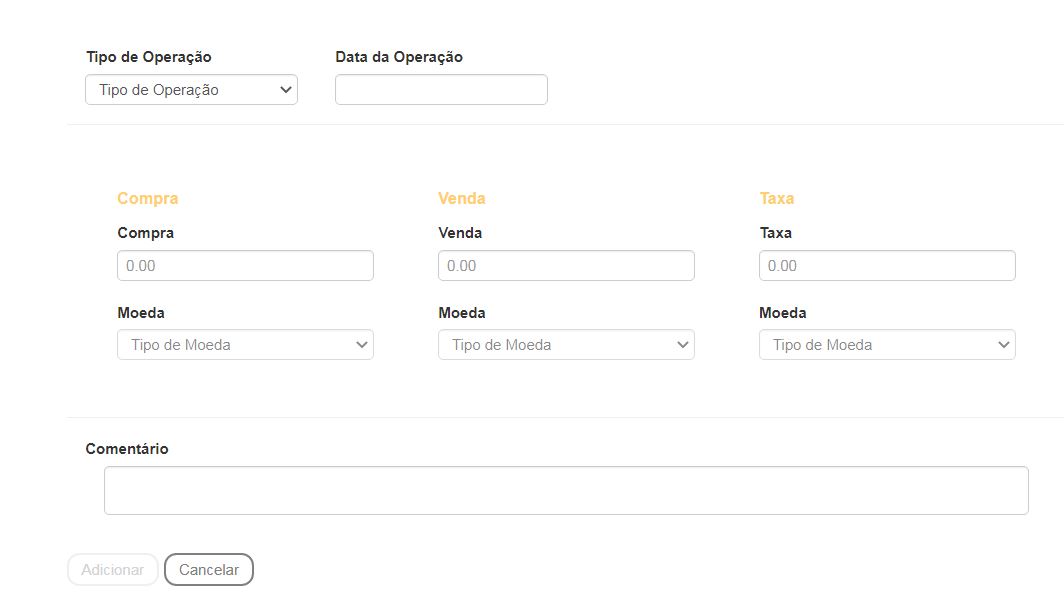 Tipo de Operação Data da Operação
Tipo de Operação
Compra Venda Taxa
Compra Venda Taxa
0.00 0.00 0.00
Moeda Moeda Moeda
Tipo de Moeda Tipo de Moeda Tipo de Moeda
Comentário
Adicionar Cancelar